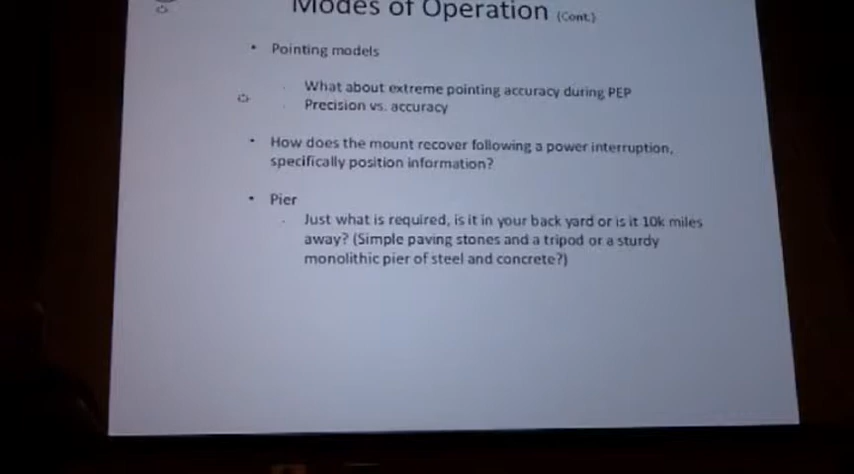 Modes of Operation (Cont.)
Pointing models
What about extreme pointing accuracy during PEP
Precision vs. accuracy
How does the mount recover following a power interruption,
specifically position information?
Pier
Just what is required, is it in your back yard or is it 10k miles
away? (Simple paving stones and a tripod or a sturdy
monolithic pier of steel and concrete?)